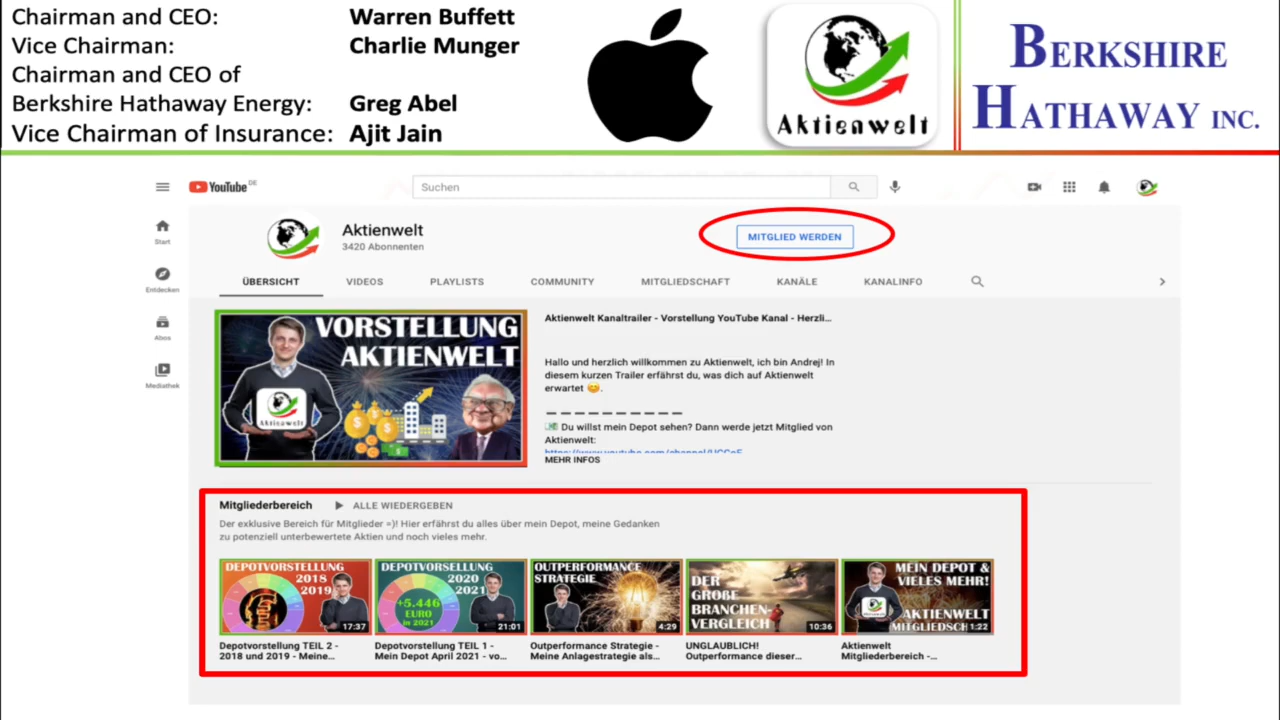 Chairman and CEO: Warren Buffett
Vice Chairman: Charlie Munger
Chairman and CEO of
Berkshire Hathaway Energy: Greg Abel
Vice Chairman of Insurance: Ajit Jain
Aktienwelt
BERKSHIRE
HATHAWAY INC.
YouTube DE
Suchen
Start
Entdecken
Abos
Mediathek
Aktienwelt
3420 Abonnenten
MITGLIED WERDEN
ÜBERSICHT VIDEOS PLAYLISTS COMMUNITY MITGLIEDSCHAFT KANÄLE KANALINFO
VORSTELLUNG
AKTIENWELT
Aktienwelt
Aktienwelt Kanaltrailer - Vorstellung YouTube Kanal - Herzli...
Hallo und herzlich willkommen zu Aktienwelt, ich bin Andrej! In
diesem kurzen Trailer erfährst du, was dich auf Aktienwelt
erwartet 😊.
— — — — — — — — — —
💵 Du willst mein Depot sehen? Dann werde jetzt Mitglied von
Aktienwelt:
MEHR INFOS
Mitgliederbereich ALLE WIEDERGEBEN
Der exklusive Bereich für Mitglieder =)! Hier erfährst du alles über mein Depot, meine Gedanken
zu potenziell unterbewertete Aktien und noch vieles mehr.
DEPOTVORSTELLUNG
2018
2019
17:37
Depotvorstellung TEIL 2 -
2018 und 2019 - Meine...
DEPOTVORSELLUNG
2020
2021
+5.446
EURO
in 2021
21:01
Depotvorstellung TEIL 1 -
Mein Depot April 2021 - vo...
OUTPERFORMANCE
STRATEGIE
4:29
Outperformance Strategie -
Meine Anlagestrategie als...
DER
GROßE
BRANCHEN-
VERGLEICH
10:36
UNGLAUBLICH!
Outperformance dieser...
MEIN DEPOT &
VIELES MEHR!
AKTIENWELT
MITGLIEDSCH
1:22
Aktienwelt
Mitgliederbereich -...